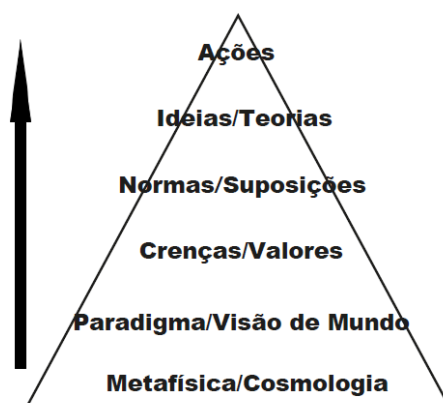 Ações
Ideias/Teorias
Normas/Suposições
Crenças/Valores
Paradigma/Visão de Mundo
Metafísica/Cosmologia